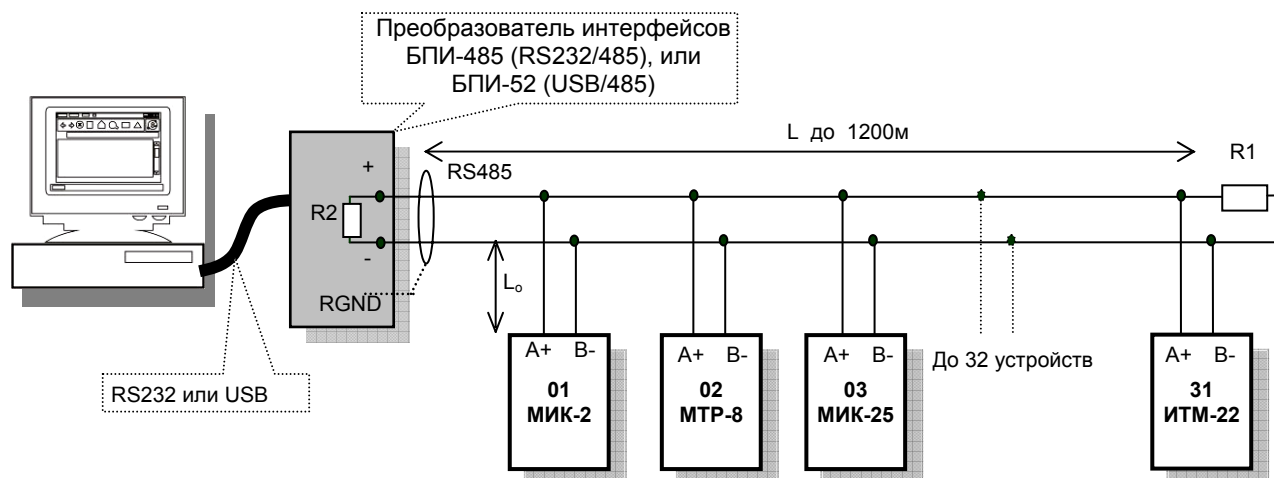 Преобразователь интерфейсов
БПИ-485 (RS232/485), или
БПИ-52 (USB/485)
L до 1200м
R1
+
RS485
R2
-
RGND
Lo
A+ B-
01
МИК-2
A+ B-
02
МТР-8
A+ B-
03
МИК-25
До 32 устройств
A+ B-
31
ИТМ-22
RS232 или USB